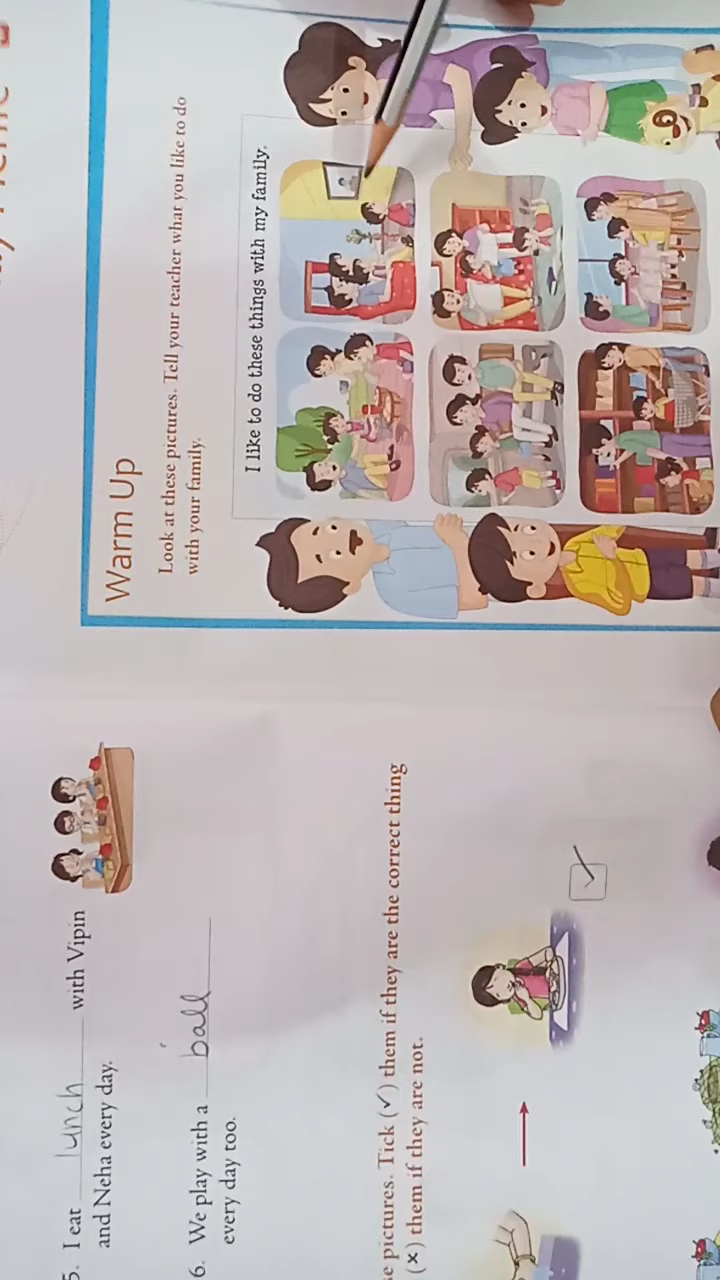 5. I eat lunch with Vipin
and Neha every day.
6. We play with a ball
every day too.
pictures. Tick (✓) them if they are the correct thing
(×) them if they are not.
Warm Up
Look at these pictures. Tell your teacher what you like to do
with your family.
I like to do these things with my family.